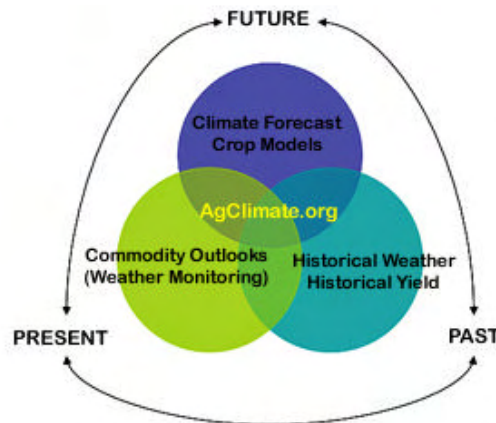 FUTURE
Climate Forecast
Crop Models
AgClimate.org
Commodity Outlooks
(Weather Monitoring)
Historical Weather
Historical Yield
PRESENT
PAST